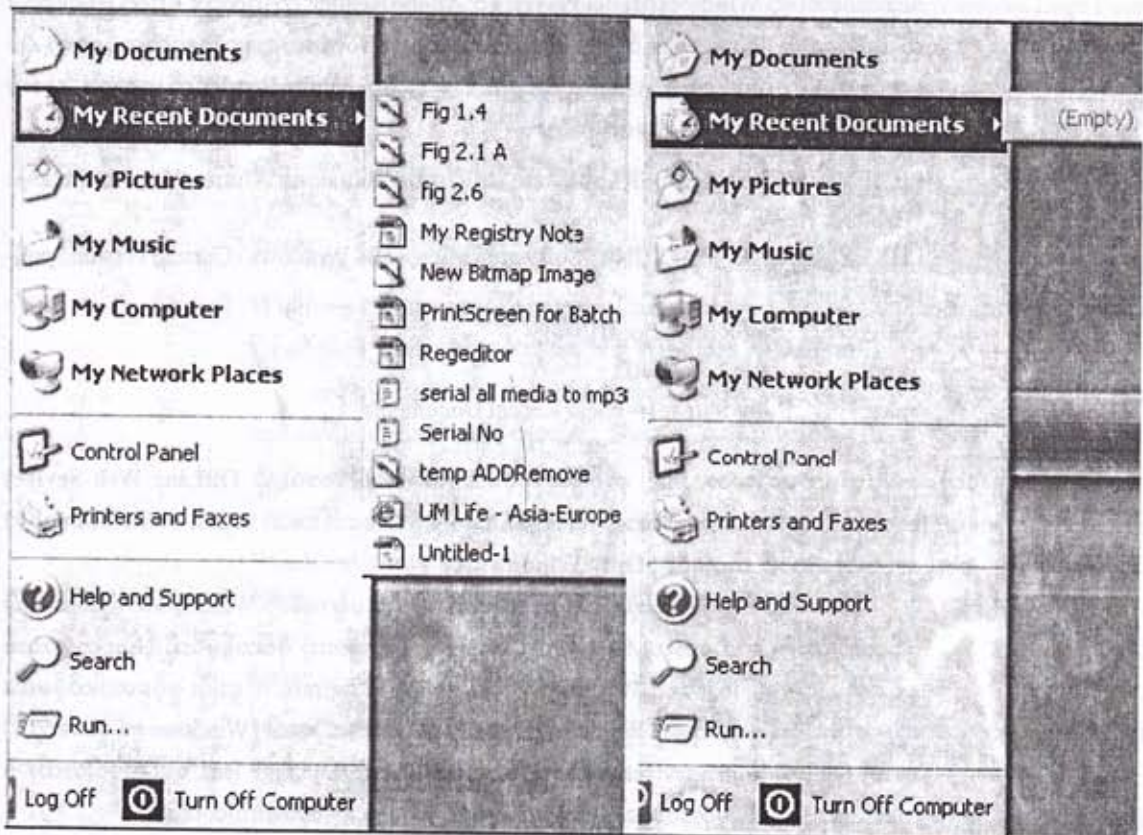 My Documents
My Recent Documents
My Pictures
My Music
My Computer
My Network Places
Control Panel
Printers and Faxes
Help and Support
Search
Run...
Log Off
Turn Off Computer
Fig 1.4
Fig 2.1 A
fig 2.6
My Registry Note
New Bitmap Image
PrintScreen for Batch
Regeditor
serial all media to mp3
Serial No
temp ADDRemove
UM Life - Asia-Europe
Untitled-1
My Documents
My Recent Documents
(Empty)
My Pictures
My Music
My Computer
My Network Places
Control Panel
Printers and Faxes
Help and Support
Search
Run...
Log Off
Turn Off Computer